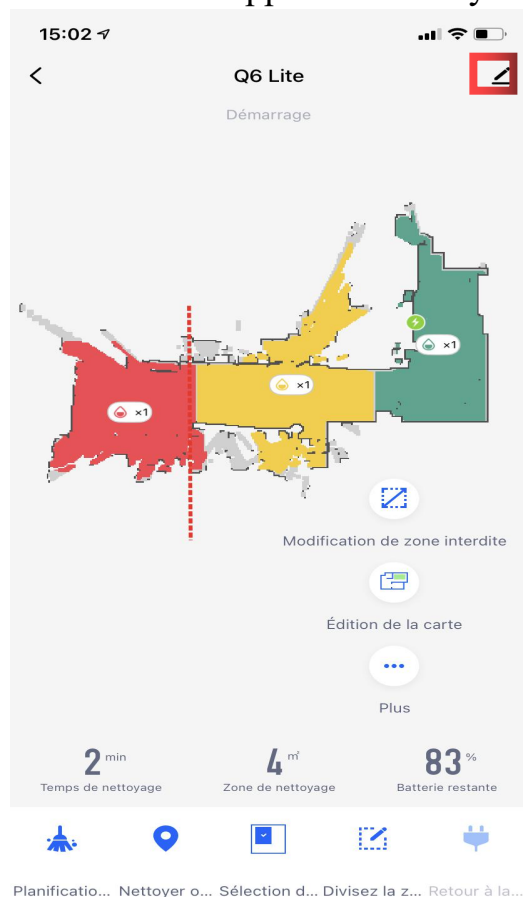 15:02
Q6 Lite
Démarrage
×1
×1
×1
Modification de zone interdite
Édition de la carte
Plus
2 min
4 m²
83 %
Temps de nettoyage
Zone de nettoyage
Batterie restante
Planificatio... Nettoyer o... Sélection d... Divisez la z... Retour à la...